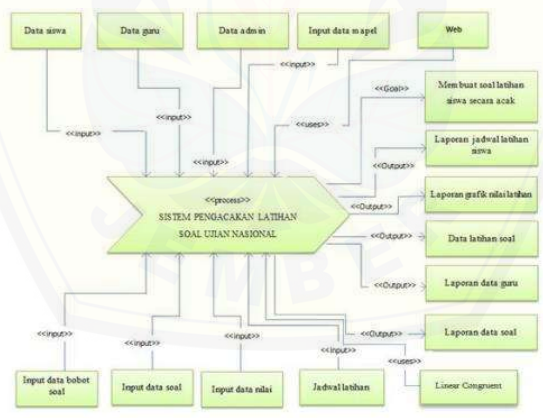 Data siswa
Data guru
Data admin
Input data mapel
Web
<<input>>
<<Goal>>
Membuat soal latihan
siswa secara acak
<<input>>
<<input>>
<<uses>>
Laporan jadwal latihan
siswa
<<input>>
<<Output>>
<<process>>
SISTEM PENGACAKAN LATIHAN
SOAL UJIAN NASIONAL
<<Output>>
Laporan grafik nilai latihan
<<Output>>
Data latihan soal
<<Output>>
Laporan data guru
<<input>>
<<input>>
<<input>>
<<input>>
<<Output>>
Laporan data soal
<<uses>>
Input data bobot
soal
Input data soal
Input data nilai
Jadwal latihan
Linear Congruent
JEMBER